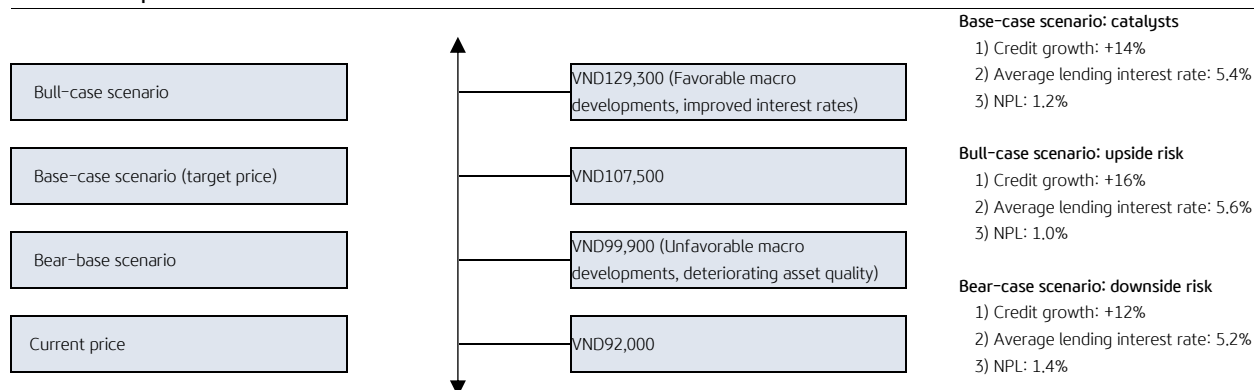 Bull-case scenario
VND129,300 (Favorable macro
developments, improved interest rates)
Base-case scenario (target price)
VND107,500
Bear-base scenario
VND99,900 (Unfavorable macro
developments, deteriorating asset quality)
Current price
VND92,000
Base-case scenario: catalysts
1) Credit growth: +14%
2) Average lending interest rate: 5.4%
3) NPL: 1.2%
Bull-case scenario: upside risk
1) Credit growth: +16%
2) Average lending interest rate: 5.6%
3) NPL: 1.0%
Bear-case scenario: downside risk
1) Credit growth: +12%
2) Average lending interest rate: 5.2%
3) NPL: 1.4%